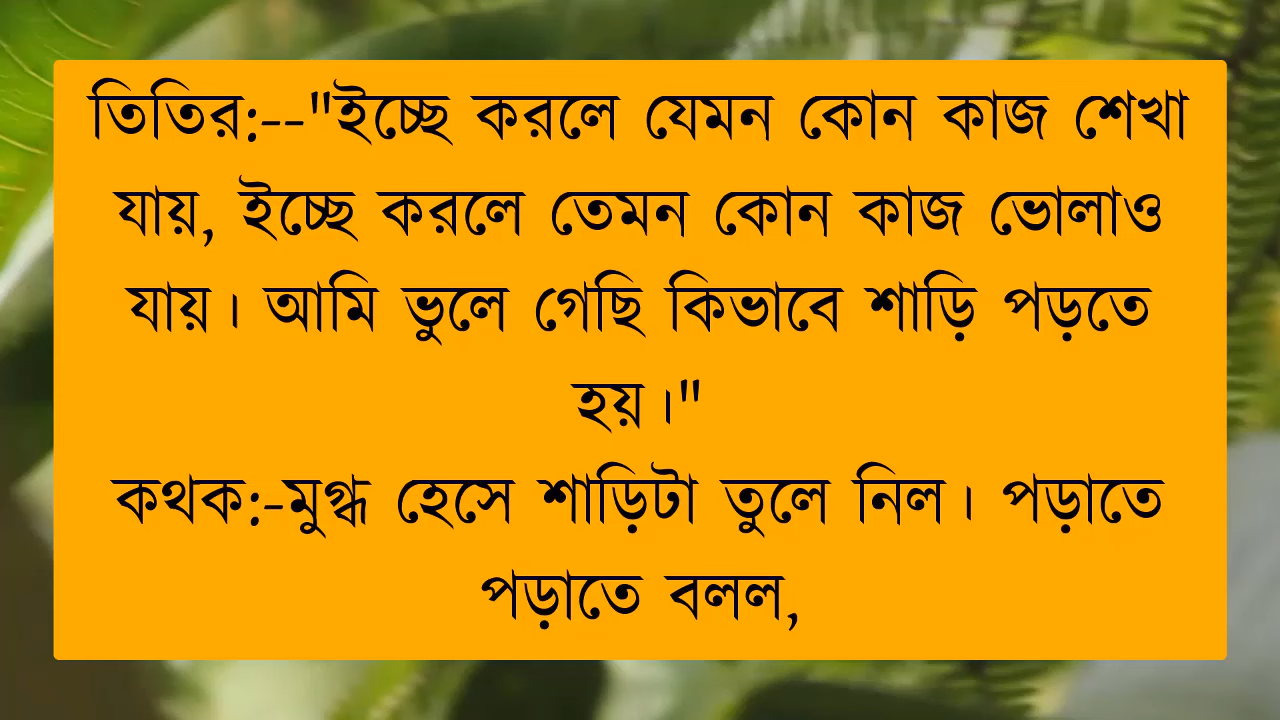 তিতির:--"ইচ্ছে করলে যেমন কোন কাজ শেখা
যায়, ইচ্ছে করলে তেমন কোন কাজ ভোলাও
যায়। আমি ভুলে গেছি কিভাবে শাড়ি পড়তে
হয়।"
কথক:-মুগ্ধ হেসে শাড়িটা তুলে নিল। পড়াতে
পড়াতে বলল,